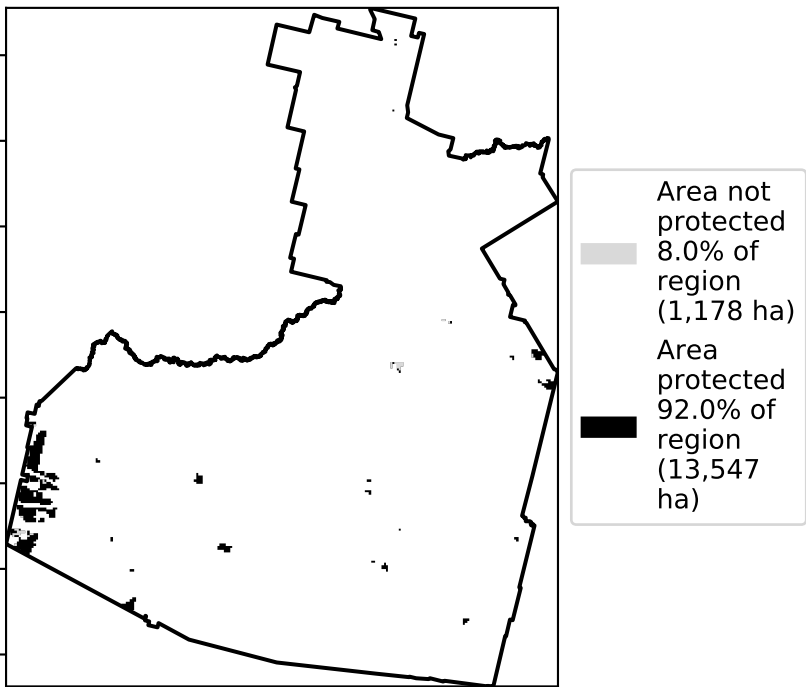 Area not
protected
8.0% of
region
(1,178 ha)
Area
protected
92.0% of
region
(13,547
ha)